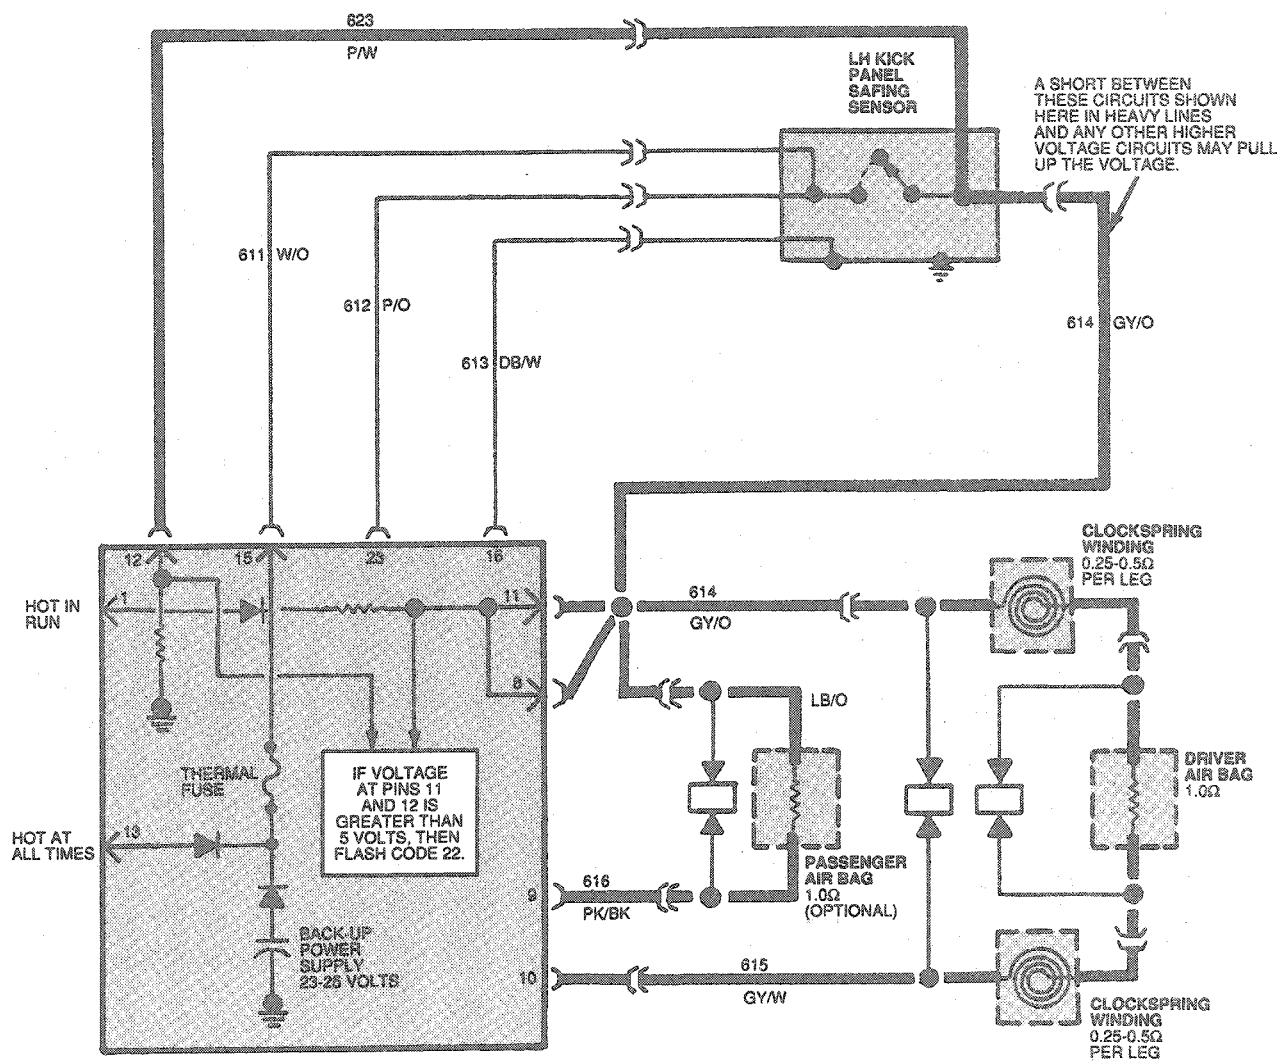 623
P/W
LH KICK
PANEL
SAFING
SENSOR
A SHORT BETWEEN
THESE CIRCUITS SHOWN
HERE IN HEAVY LINES
AND ANY OTHER HIGHER
VOLTAGE CIRCUITS MAY PULL
UP THE VOLTAGE.
611 W/O
612 P/O
613 DB/W
614 GY/O
12
15
23
16
HOT IN
RUN
1
11
8
614
GY/O
CLOCKSPRING
WINDING
0.25-0.5Ω
PER LEG
LB/O
THERMAL
FUSE
IF VOLTAGE
AT PINS 11
AND 12 IS
GREATER THAN
5 VOLTS, THEN
FLASH CODE 22.
DRIVER
AIR BAG
1.0Ω
HOT AT
ALL TIMES
13
9
616
PK/BK
PASSENGER
AIR BAG
1.0Ω
(OPTIONAL)
BACK-UP
POWER
SUPPLY
23-25 VOLTS
10
615
GY/W
CLOCKSPRING
WINDING
0.25-0.5Ω
PER LEG